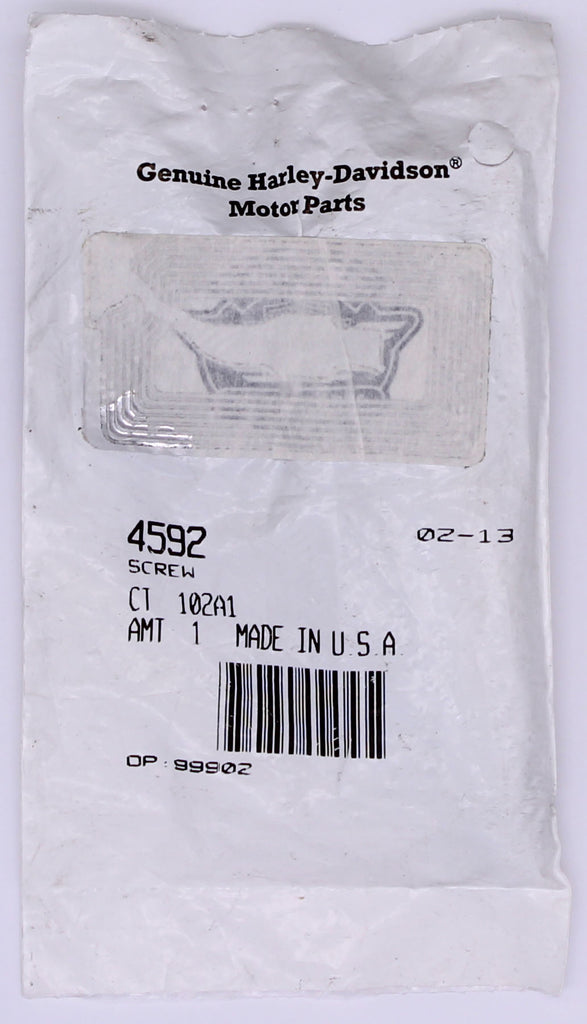 Genuine Harley-Davidson®
Motor Parts
4592
02-13
SCREW
CT 102A1
AMT 1 MADE IN U.S.A.
OP: 99902